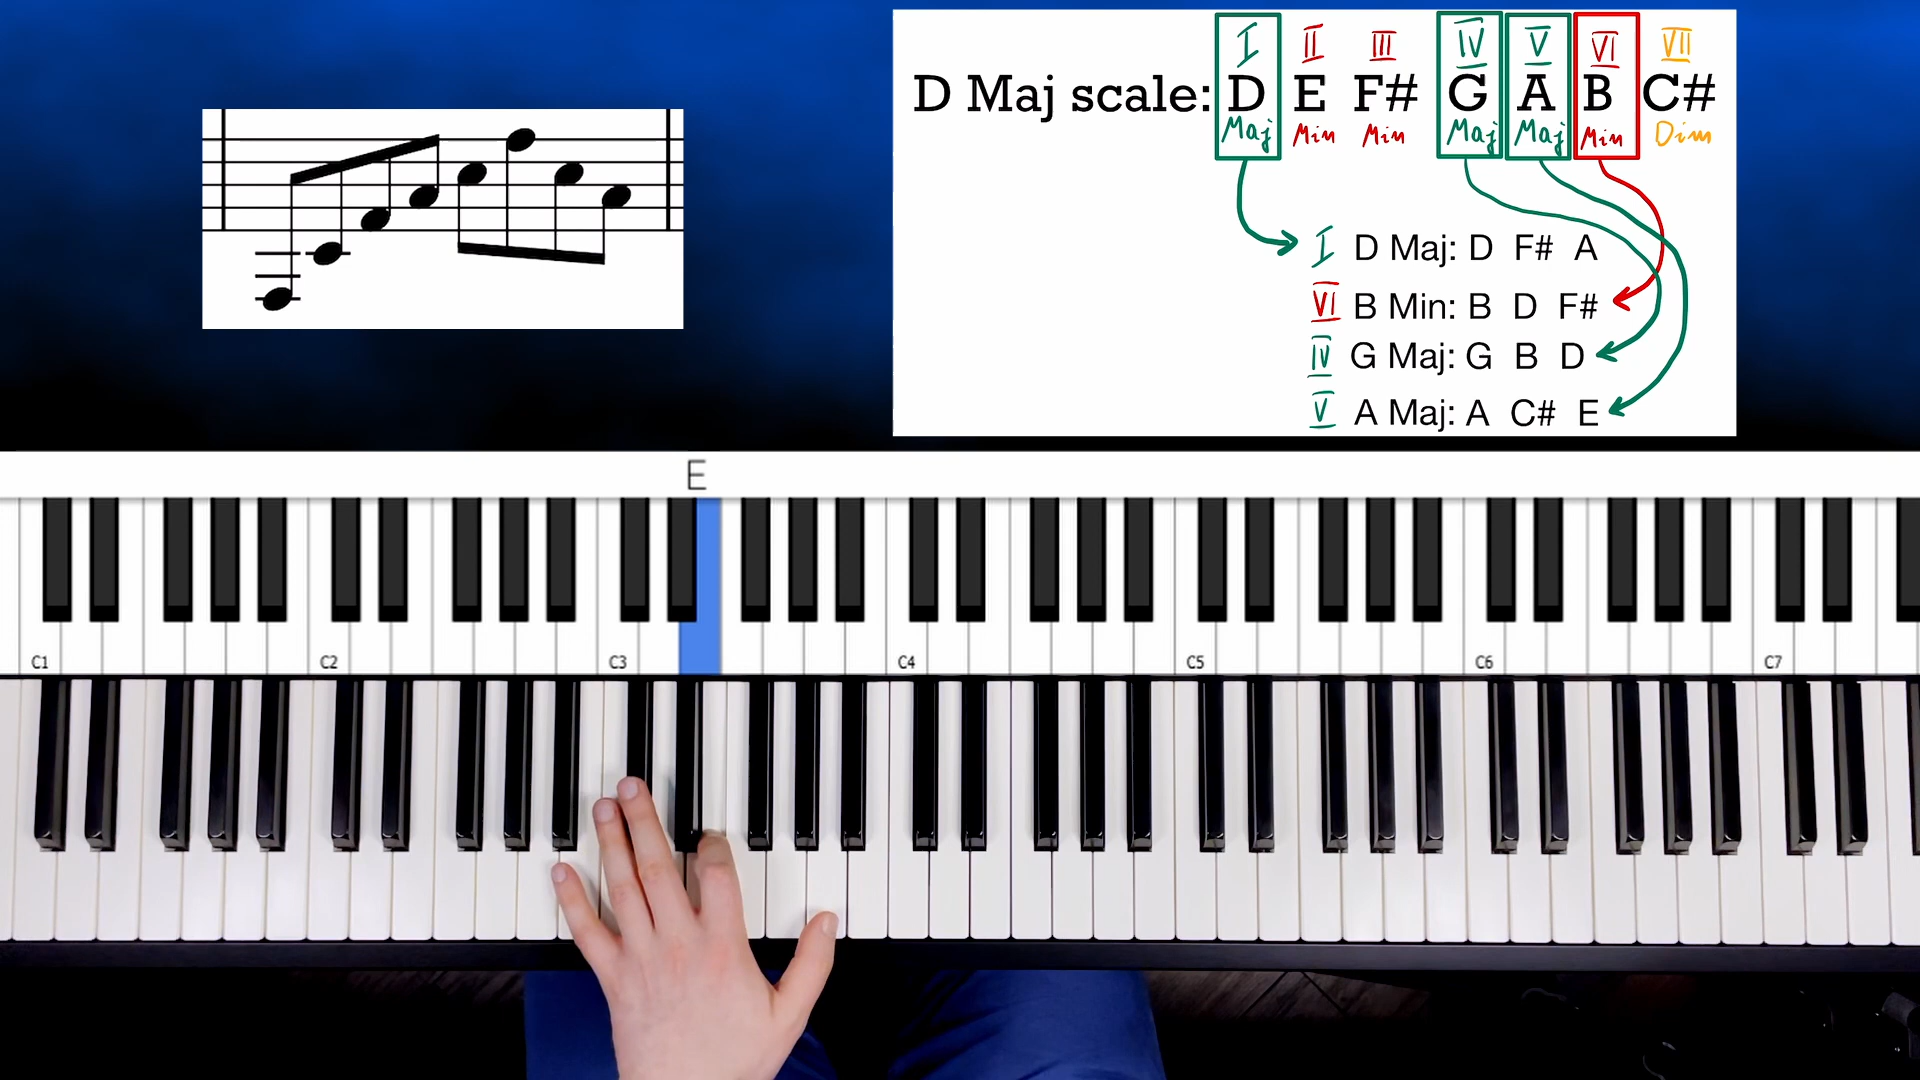 I II III IV V VI VII
D Maj scale: D E F# G A B C#
Maj Min Min Maj Maj Min Dim
I D Maj: D F# A
VI B Min: B D F#
IV G Maj: G B D
V A Maj: A C# E
E
C1 C2 C3 C4 C5 C6 C7